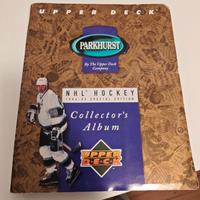 UPPER DECK
PARKHURST
By The Upper Deck
Company
NHL HOCKEY
1994-95 SPECIAL EDITION
Collector's
Album
UPPER
DECK